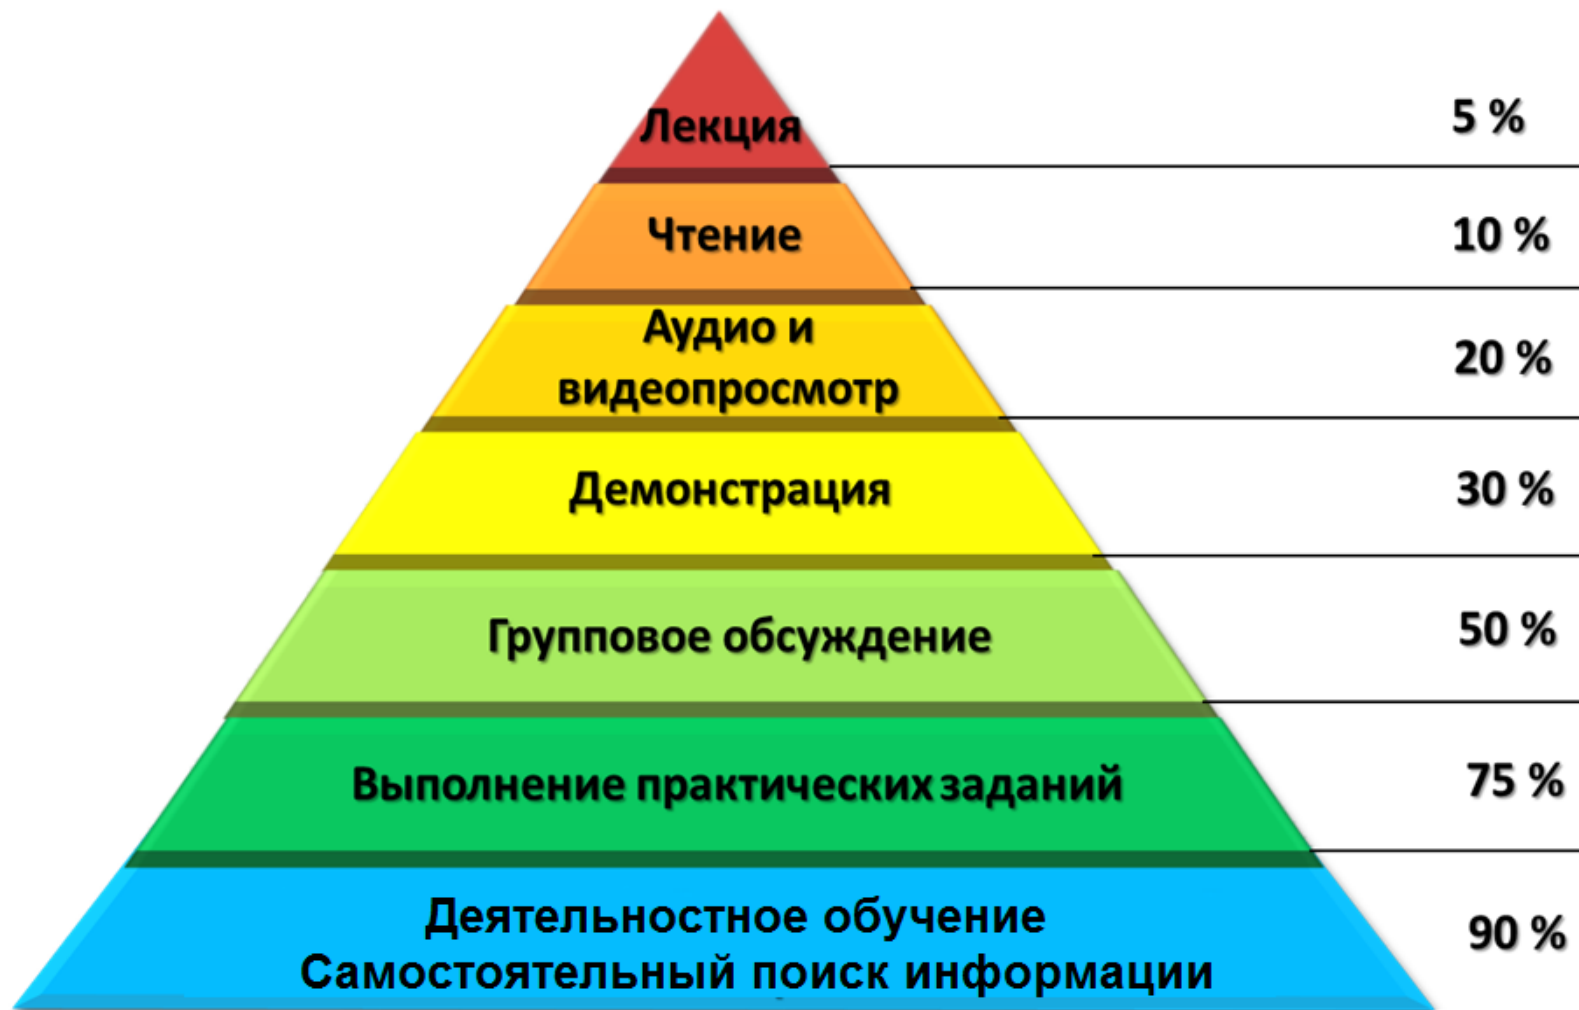 Лекция
5 %
Чтение
10 %
Аудио и
видеопросмотр
20 %
Демонстрация
30 %
Групповое обсуждение
50 %
Выполнение практических заданий
75 %
Деятельностное обучение
Самостоятельный поиск информации
90 %